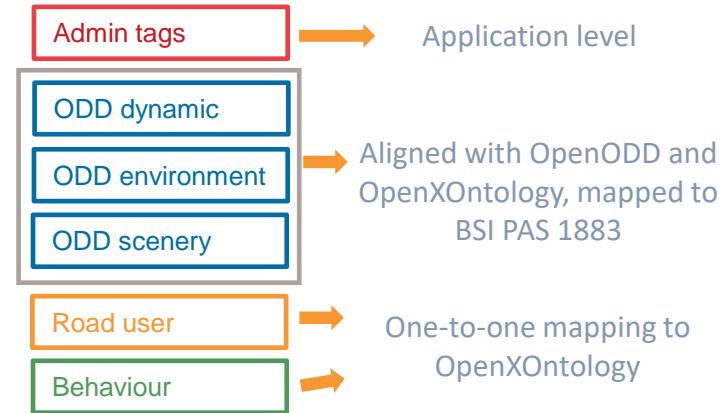 Admin tags
Application level
ODD dynamic
ODD environment
ODD scenery
Aligned with OpenODD and
OpenXOntology, mapped to
BSI PAS 1883
Road user
Behaviour
One-to-one mapping to
OpenXOntology